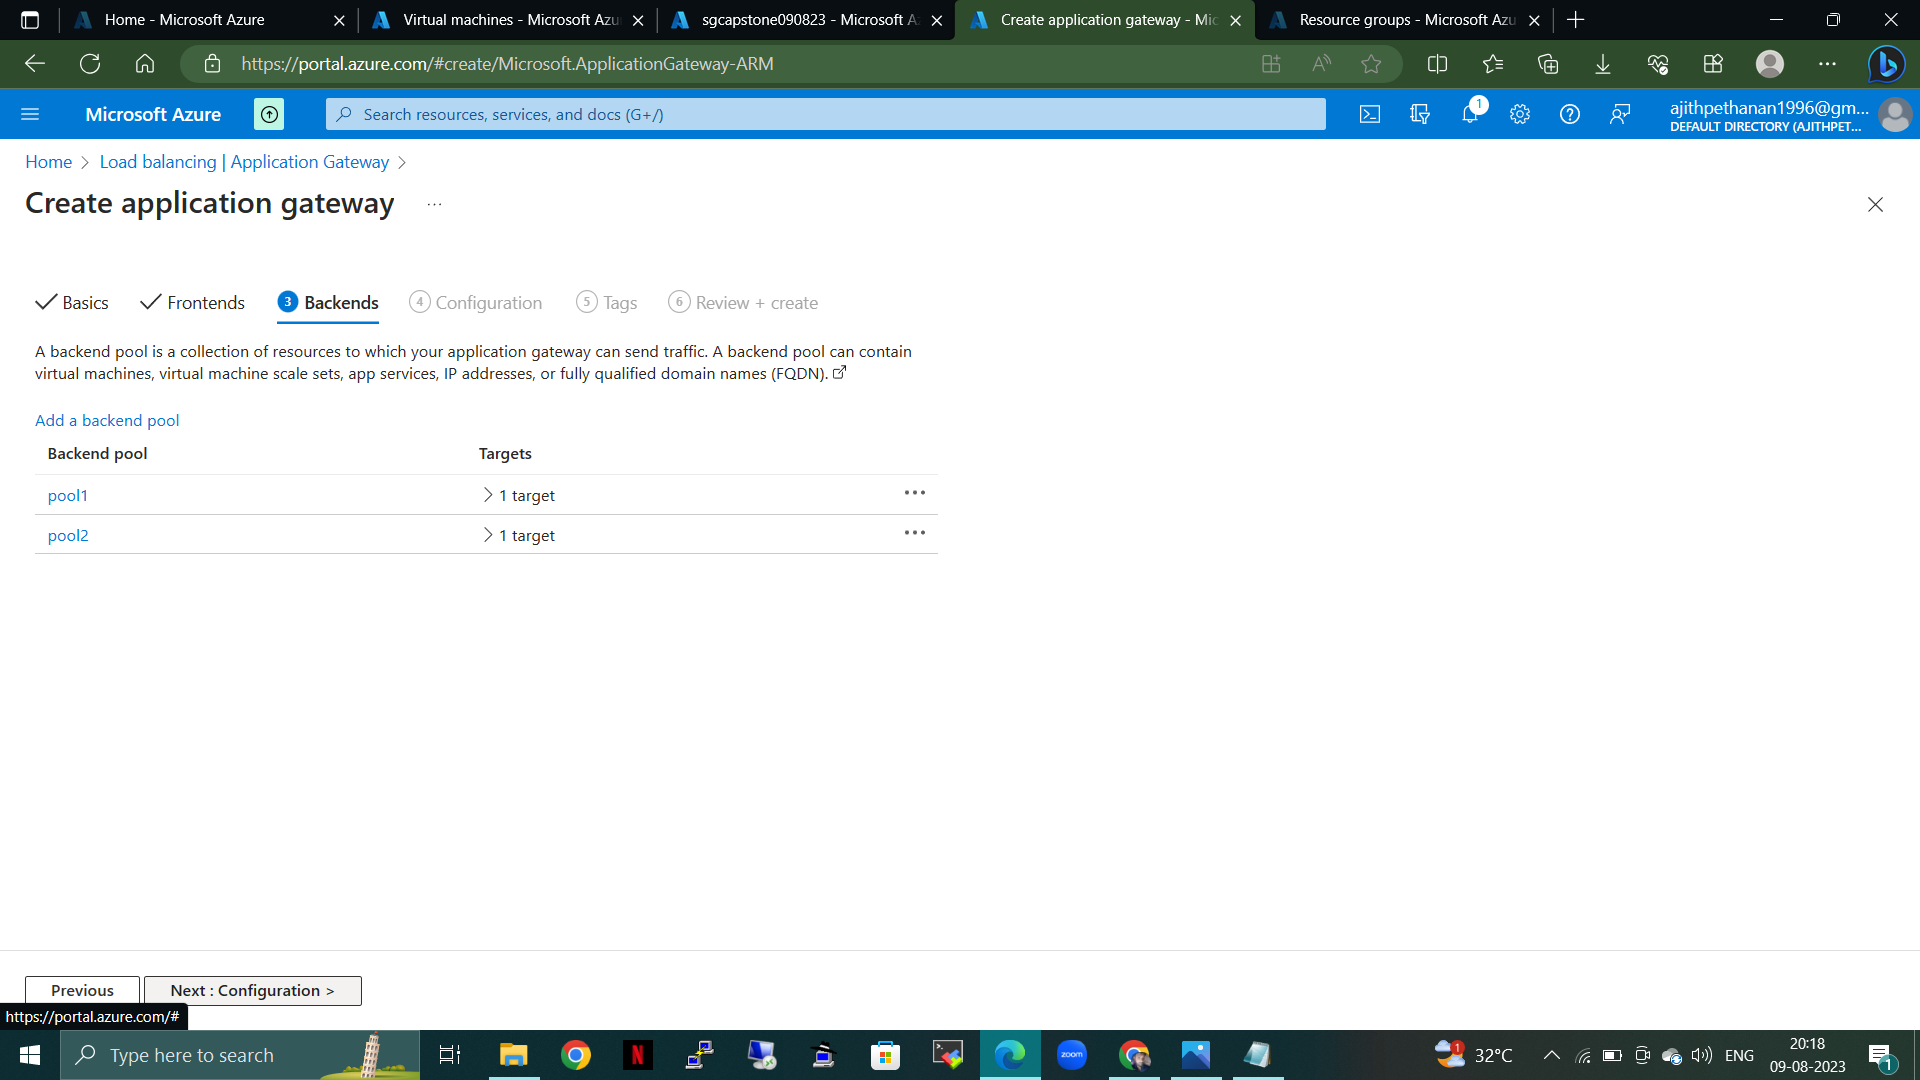 Home - Microsoft Azure
Virtual machines - Microsoft Azu
sgcapstone090823 - Microsoft A
Create application gateway - Mic
Resource groups - Microsoft Azu
https://portal.azure.com/#create/Microsoft.ApplicationGateway-ARM
Microsoft Azure
Search resources, services, and docs (G+/)
1
ajithpethanan1996@gm...
DEFAULT DIRECTORY (AJITHPET...
Home > Load balancing | Application Gateway >
Create application gateway ...
Basics
Frontends
3 Backends
4 Configuration
5 Tags
6 Review + create
A backend pool is a collection of resources to which your application gateway can send traffic. A backend pool can contain
virtual machines, virtual machine scale sets, app services, IP addresses, or fully qualified domain names (FQDN).
Add a backend pool
Backend pool Targets
pool1 > 1 target ...
pool2 > 1 target ...
Previous
Next : Configuration >
https://portal.azure.com/#
Type here to search
N
zoom
1
32°C
ENG
20:18
09-08-2023
1